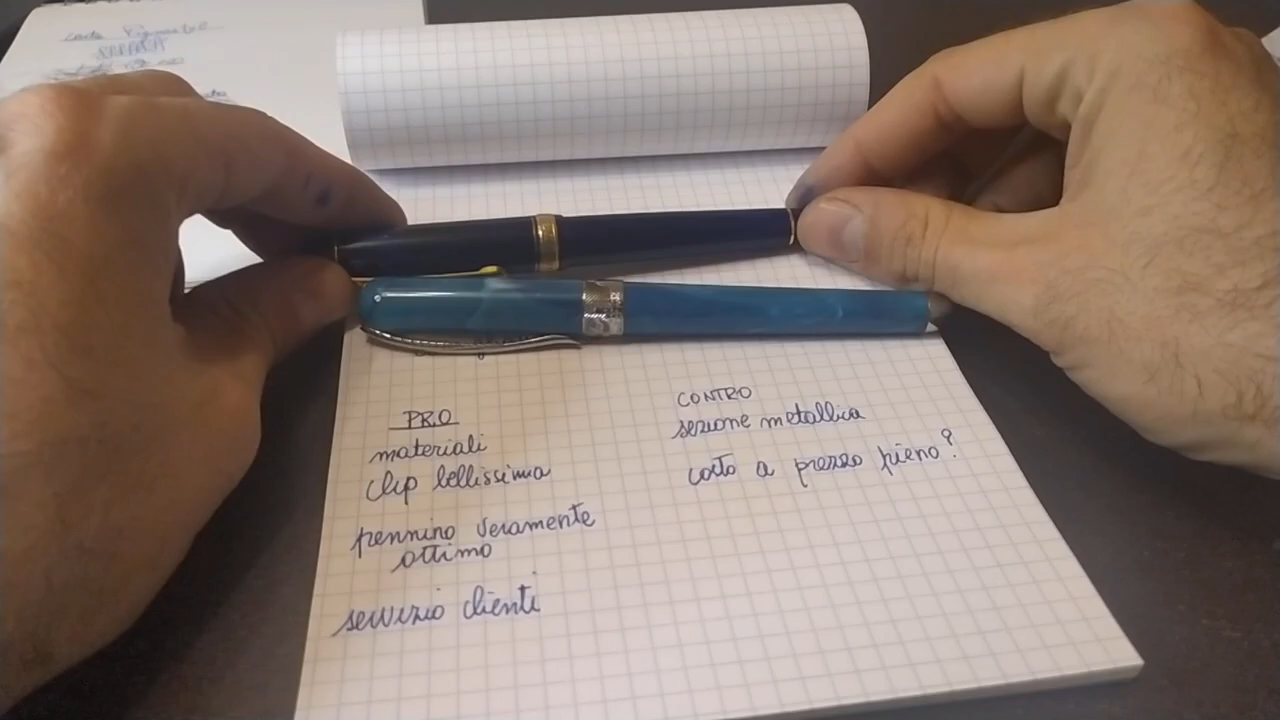 PRO
materiali
clip bellissima
pennino veramente
ottimo
servizio clienti
CONTRO
sezione metallica
costo a prezzo pieno?